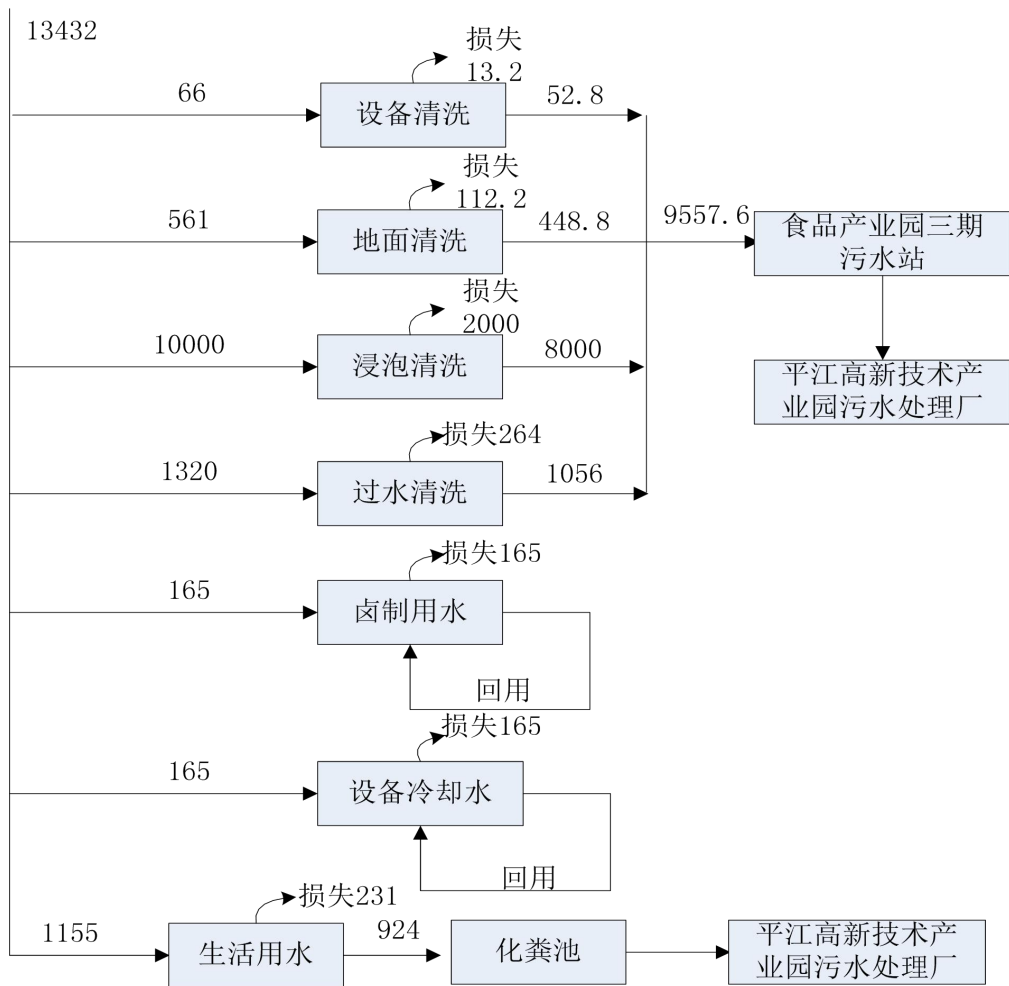 13432
损失
13.2
66
设备清洗
52.8
损失
112.2
561
地面清洗
448.8
9557.6
食品产业园三期
污水站
损失
2000
10000
浸泡清洗
8000
平江高新技术产
业园污水处理厂
损失264
1320
过水清洗
1056
损失165
165
卤制用水
回用
损失165
165
设备冷却水
回用
损失231
1155
生活用水
924
化粪池
平江高新技术产
业园污水处理厂